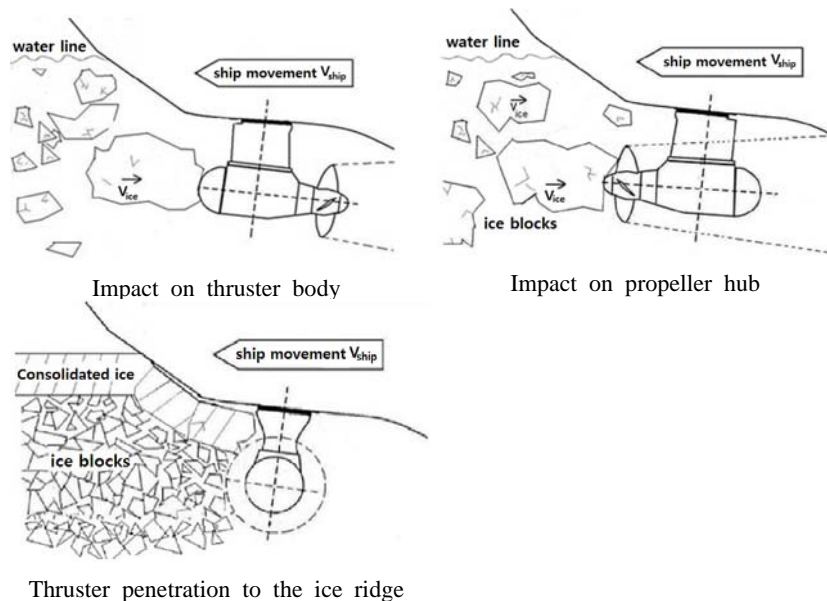 water line
ship movement Vship
Vice
Impact on thruster body
water line
ship movement Vship
Vice
Vice
ice blocks
Impact on propeller hub
ship movement Vship
Consolidated ice
ice blocks
Thruster penetration to the ice ridge